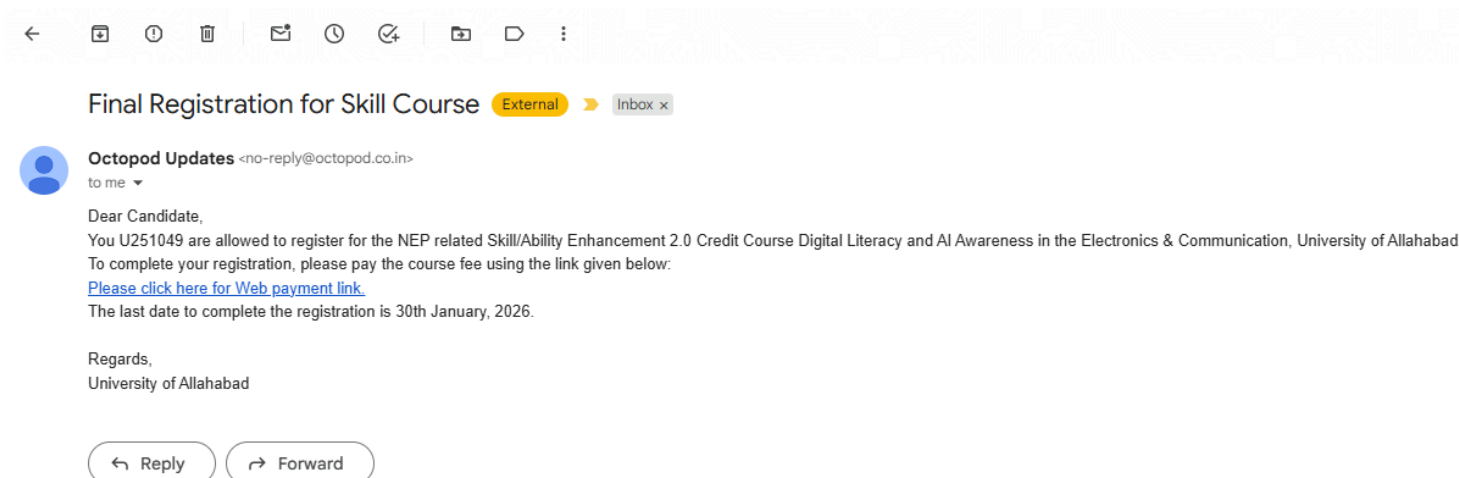 Final Registration for Skill Course External Inbox ×
Octopod Updates <no-reply@octopod.co.in>
to me
Dear Candidate,
You U251049 are allowed to register for the NEP related Skill/Ability Enhancement 2.0 Credit Course Digital Literacy and AI Awareness in the Electronics & Communication, University of Allahabad
To complete your registration, please pay the course fee using the link given below:
Please click here for Web payment link.
The last date to complete the registration is 30th January, 2026.
Regards,
University of Allahabad
Reply Forward